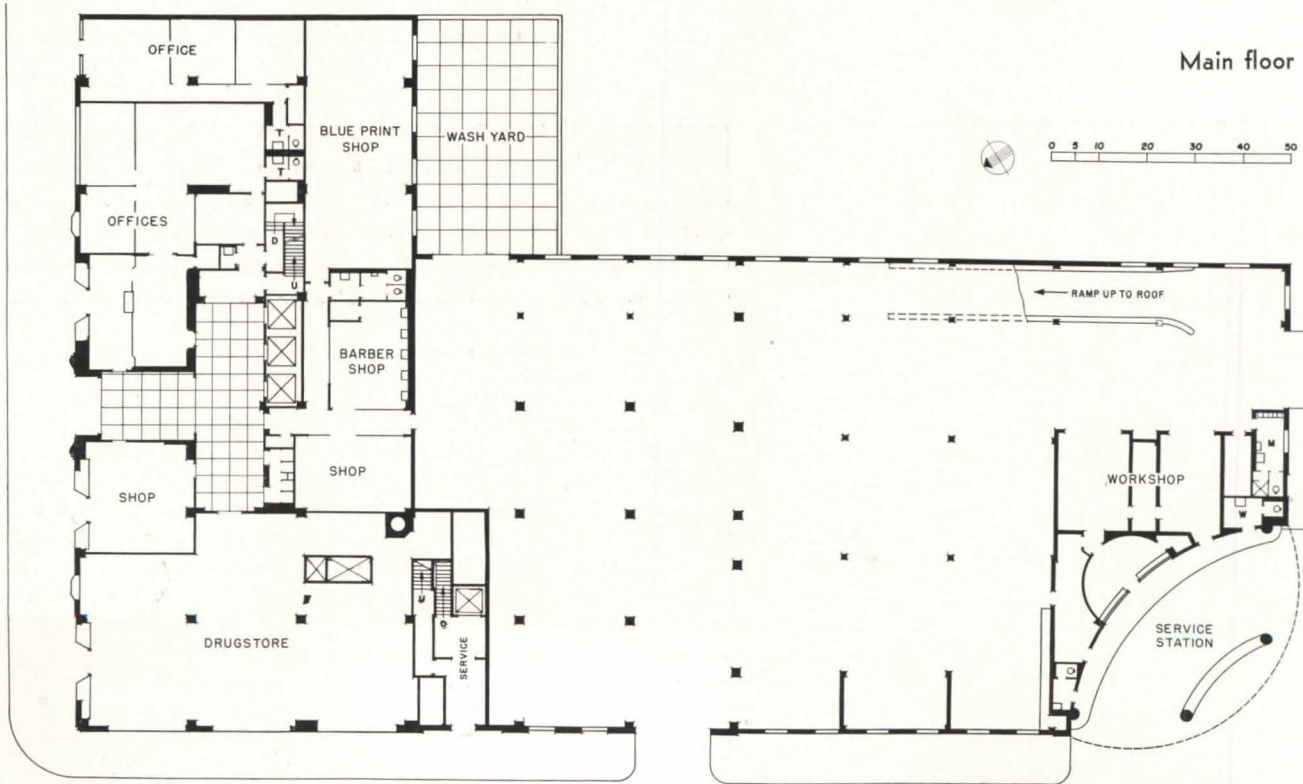 Main floor
0 5 10 20 30 40 50
OFFICE
BLUE PRINT
SHOP
WASH YARD
T
T
OFFICES
D
U
RAMP UP TO ROOF
BARBER
SHOP
SHOP
SHOP
WORKSHOP
M
W
U
D
DRUGSTORE
SERVICE
SERVICE
STATION